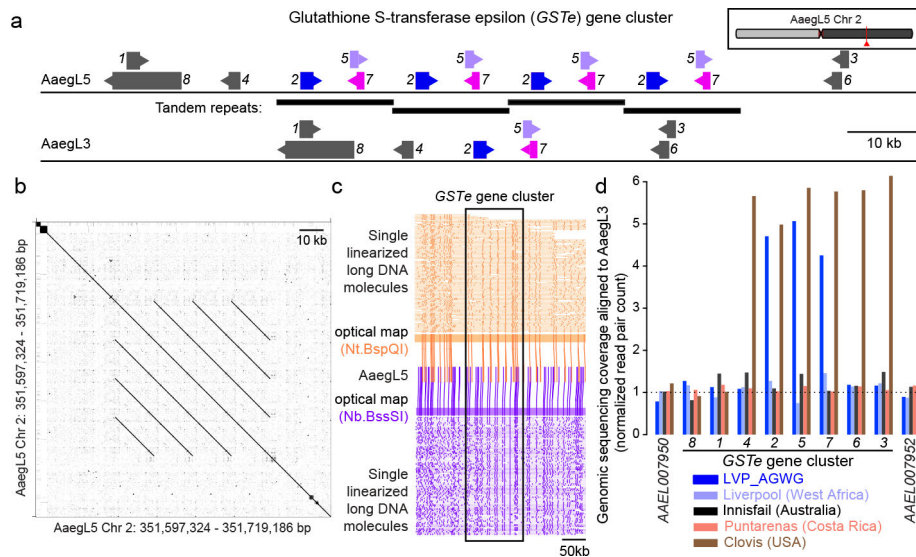 a
Glutathione S-transferase epsilon (GSTe) gene cluster
AaegL5 Chr 2
1 5 5 5 5 3
AaegL5
8 4 2 7 2 7 2 7 2 7 6
Tandem repeats:
1 5 3
AaegL3
8 4 2 7 6
10 kb
b
10 kb
AaegL5 Chr 2: 351,597,324 - 351,719,186 bp
AaegL5 Chr 2: 351,597,324 - 351,719,186 bp
c
GSTe gene cluster
Single
linearized
long DNA
molecules
optical map
(Nt.BspQI)
AaegL5
optical map
(Nb.BssSI)
Single
linearized
long DNA
molecules
50kb
d
Genomic sequencing coverage aligned to AaegL3
(normalized read pair count)
6
5
4
3
2
1
0
AAEL007950
8 1 4 2 5 7 6 3
AAEL007952
GSTe gene cluster
LVP_AGWG
Liverpool (West Africa)
Innisfail (Australia)
Puntarenas (Costa Rica)
Clovis (USA)